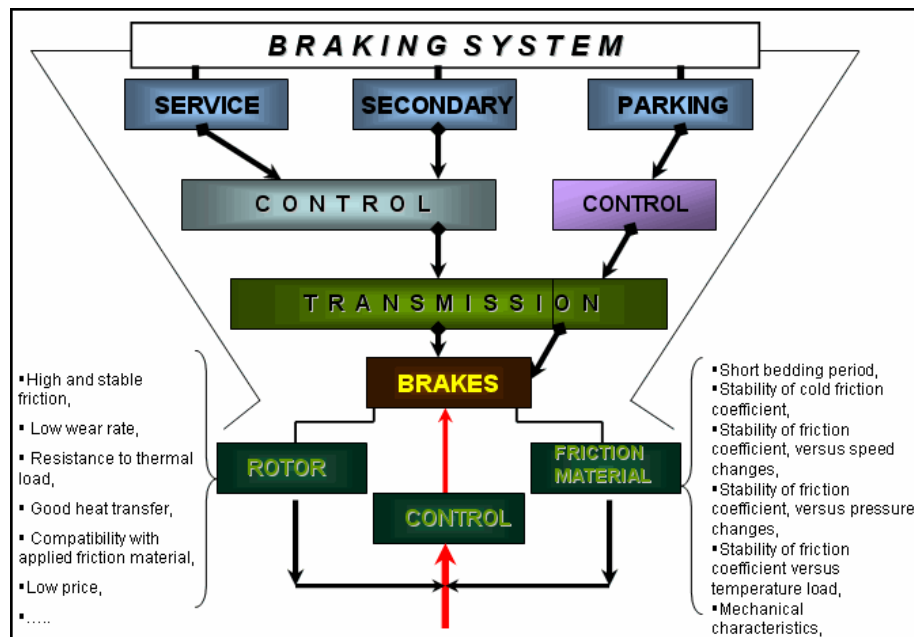 BRAKING SYSTEM
SERVICE
SECONDARY
PARKING
CONTROL
CONTROL
TRANSMISSION
BRAKES
ROTOR
CONTROL
FRICTION
MATERIAL
▪High and stable
friction,
▪ Low wear rate,
▪ Resistance to thermal
load,
▪ Good heat transfer,
▪ Compatibility with
applied friction material,
▪Low price,
▪.....
▪Short bedding period,
▪Stability of cold friction
coefficient,
▪Stability of friction
coefficient, versus speed
changes,
▪Stability of friction
coefficient, versus pressure
changes,
▪Stability of friction
coefficient versus
temperature load,
▪Mechanical
characteristics,